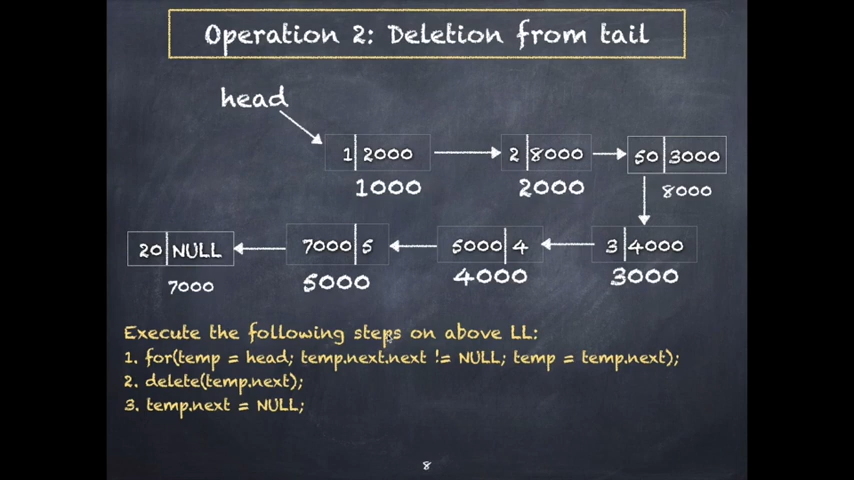 Operation 2: Deletion from tail
head
1 2000
2 8000
50 3000
1000
2000
8000
20 NULL
7000 5
5000 4
3 4000
7000
5000
4000
3000
Execute the following steps on above LL:
1. for(temp = head; temp.next.next != NULL; temp = temp.next);
2. delete(temp.next);
3. temp.next = NULL;
8